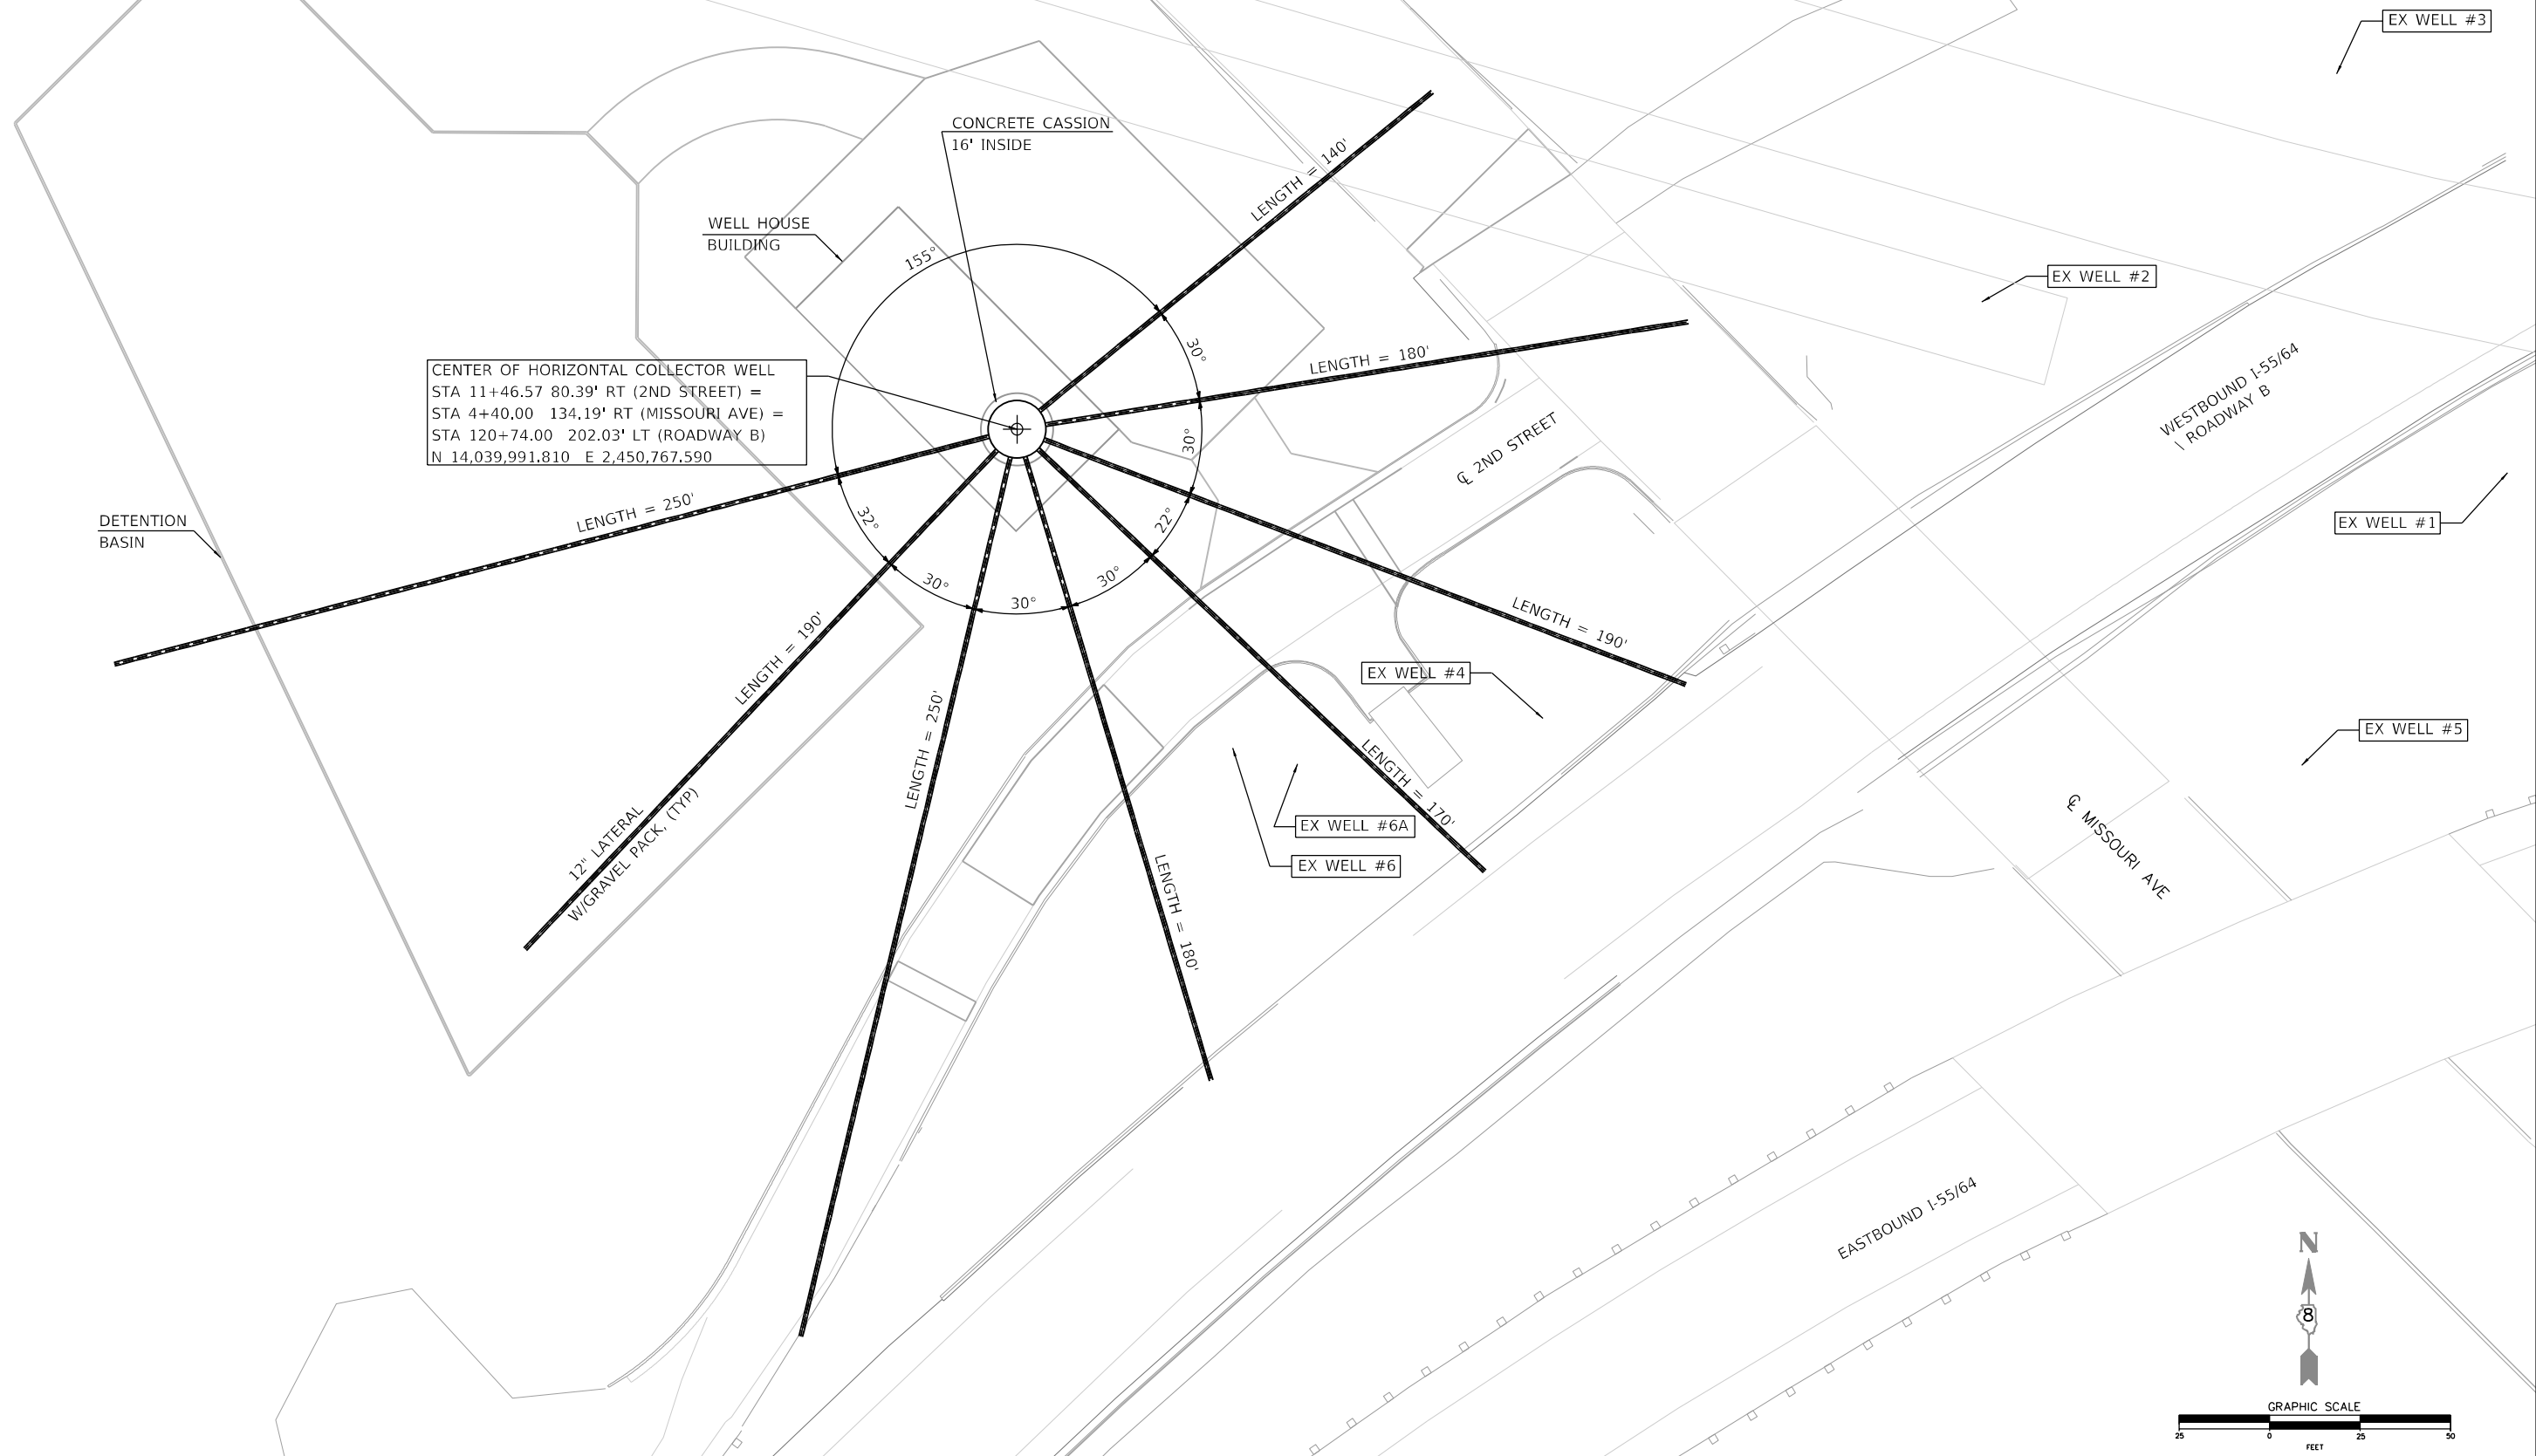 EX WELL #3
CONCRETE CASSION
16' INSIDE
LENGTH = 140'
WELL HOUSE
BUILDING
155°
EX WELL #2
30°
LENGTH = 180'
CENTER OF HORIZONTAL COLLECTOR WELL
STA 11+46.57 80.39' RT (2ND STREET) =
STA 4+40.00 134.19' RT (MISSOURI AVE) =
STA 120+74.00 202.03' LT (ROADWAY B)
N 14,039,991.810 E 2,450,767.590
WESTBOUND I-55/64
\ ROADWAY B
30°
℄ 2ND STREET
LENGTH = 250'
DETENTION
BASIN
32°
22°
EX WELL #1
30°
30°
30°
LENGTH = 190'
LENGTH = 190'
EX WELL #4
LENGTH = 250'
EX WELL #5
LENGTH = 170'
12" LATERAL
W/GRAVEL PACK, (TYP)
EX WELL #6A
EX WELL #6
℄ MISSOURI AVE
LENGTH = 180'
EASTBOUND I-55/64
N
8
GRAPHIC SCALE
25 0 25 50
FEET